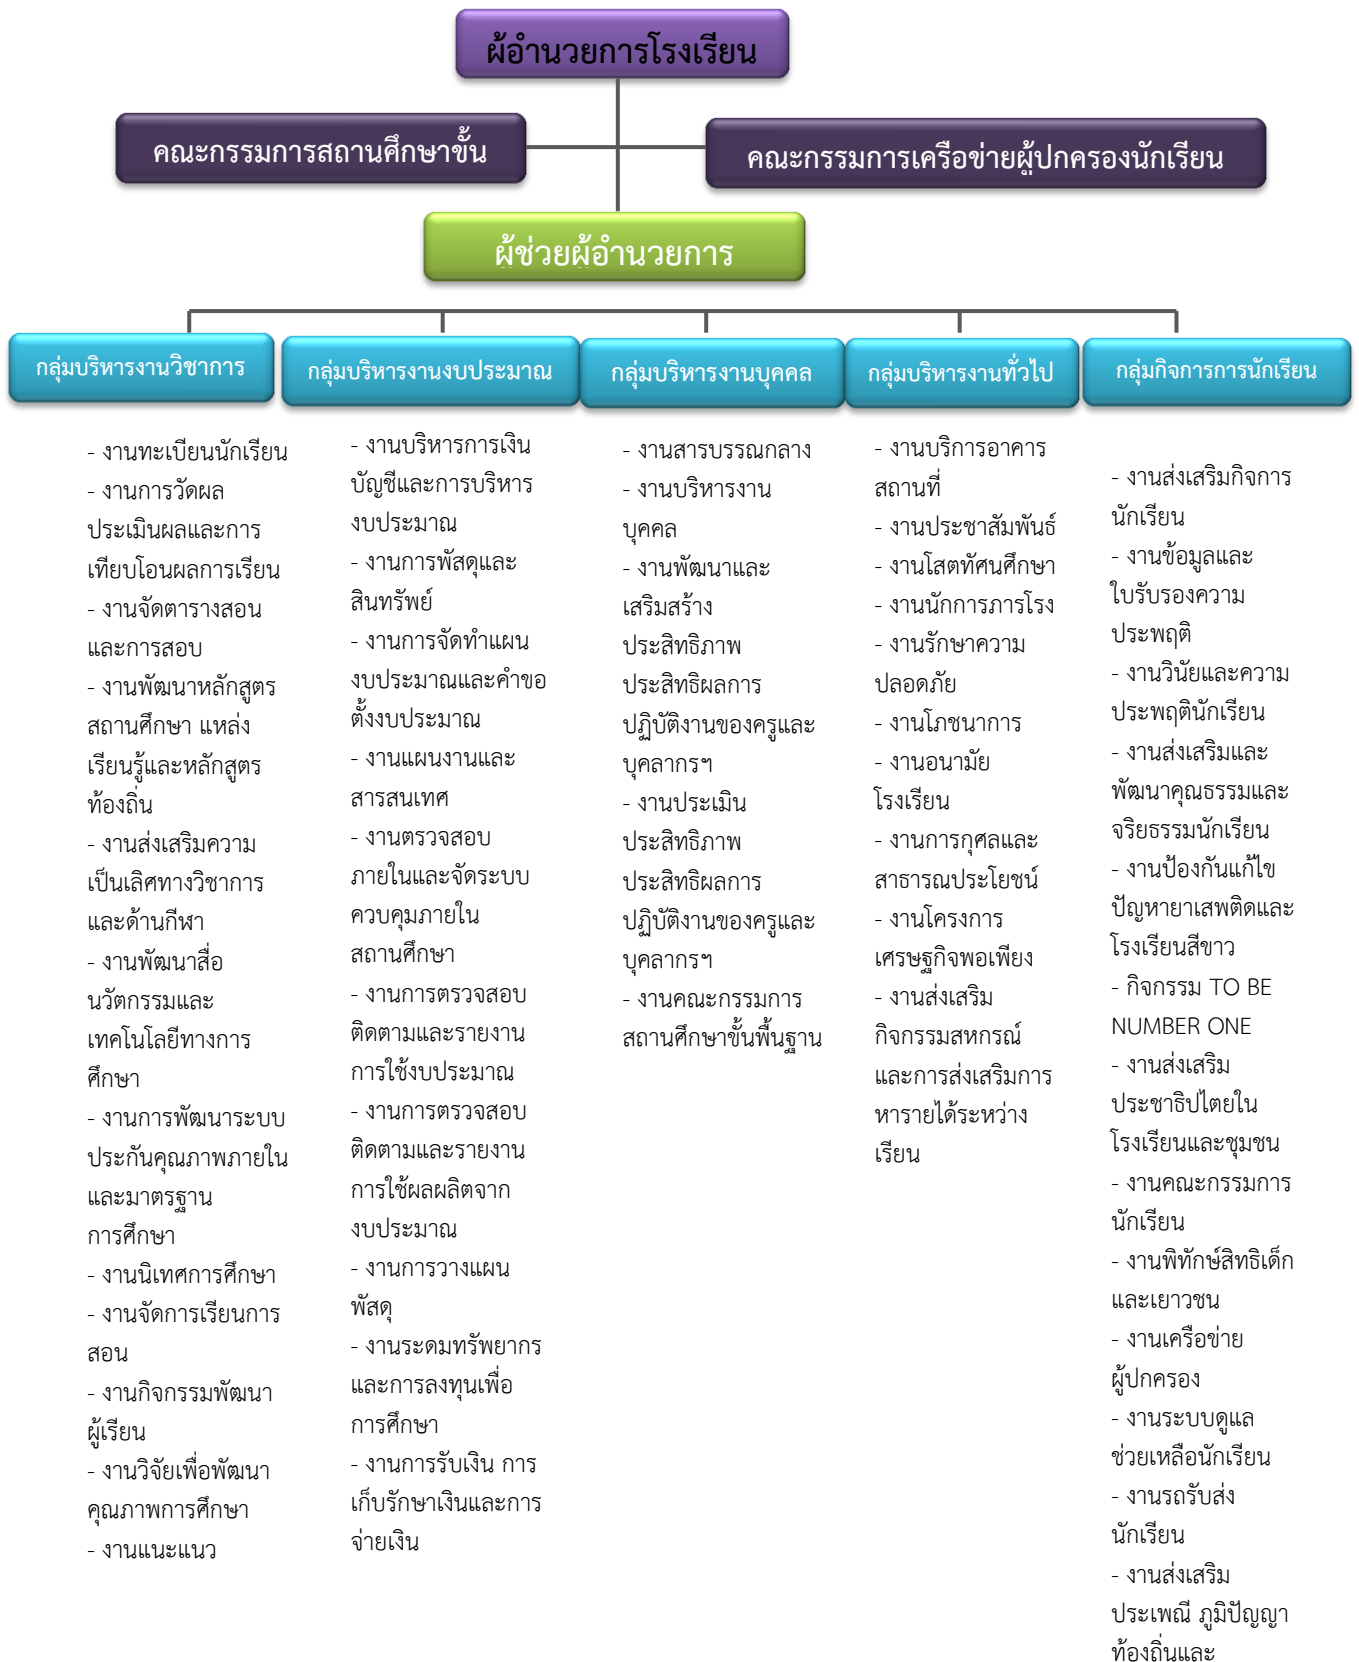 ผู้อำนวยการโรงเรียน
คณะกรรมการสถานศึกษาขั้น
คณะกรรมการเครือข่ายผู้ปกครองนักเรียน
ผู้ช่วยผู้อำนวยการ
กลุ่มบริหารงานวิชาการ
กลุ่มบริหารงานงบประมาณ
กลุ่มบริหารงานบุคคล
กลุ่มบริหารงานทั่วไป
กลุ่มกิจการการนักเรียน
- งานทะเบียนนักเรียน
- งานการวัดผล
ประเมินผลและการ
เทียบโอนผลการเรียน
- งานจัดตารางสอน
และการสอบ
- งานพัฒนาหลักสูตร
สถานศึกษา แหล่ง
เรียนรู้และหลักสูตร
ท้องถิ่น
- งานส่งเสริมความ
เป็นเลิศทางวิชาการ
และด้านกีฬา
- งานพัฒนาสื่อ
นวัตกรรมและ
เทคโนโลยีทางการ
ศึกษา
- งานการพัฒนาระบบ
ประกันคุณภาพภายใน
และมาตรฐาน
การศึกษา
- งานนิเทศการศึกษา
- งานจัดการเรียนการ
สอน
- งานกิจกรรมพัฒนา
ผู้เรียน
- งานวิจัยเพื่อพัฒนา
คุณภาพการศึกษา
- งานแนะแนว
- งานบริหารการเงิน
บัญชีและการบริหาร
งบประมาณ
- งานการพัสดุและ
สินทรัพย์
- งานการจัดทำแผน
งบประมาณและคำขอ
ตั้งงบประมาณ
- งานแผนงานและ
สารสนเทศ
- งานตรวจสอบ
ภายในและจัดระบบ
ควบคุมภายใน
สถานศึกษา
- งานการตรวจสอบ
ติดตามและรายงาน
การใช้งบประมาณ
- งานการตรวจสอบ
ติดตามและรายงาน
การใช้ผลผลิตจาก
งบประมาณ
- งานการวางแผน
พัสดุ
- งานระดมทรัพยากร
และการลงทุนเพื่อ
การศึกษา
- งานการรับเงิน การ
เก็บรักษาเงินและการ
จ่ายเงิน
- งานสารบรรณกลาง
- งานบริหารงาน
บุคคล
- งานพัฒนาและ
เสริมสร้าง
ประสิทธิภาพ
ประสิทธิผลการ
ปฏิบัติงานของครูและ
บุคลากรฯ
- งานประเมิน
ประสิทธิภาพ
ประสิทธิผลการ
ปฏิบัติงานของครูและ
บุคลากรฯ
- งานคณะกรรมการ
สถานศึกษาขั้นพื้นฐาน
- งานบริการอาคาร
สถานที่
- งานประชาสัมพันธ์
- งานโสตทัศนศึกษา
- งานนักการภารโรง
- งานรักษาความ
ปลอดภัย
- งานโภชนาการ
- งานอนามัย
โรงเรียน
- งานการกุศลและ
สาธารณประโยชน์
- งานโครงการ
เศรษฐกิจพอเพียง
- งานส่งเสริม
กิจกรรมสหกรณ์
และการส่งเสริมการ
หารายได้ระหว่าง
เรียน
- งานส่งเสริมกิจการ
นักเรียน
- งานข้อมูลและ
ใบรับรองความ
ประพฤติ
- งานวินัยและความ
ประพฤตินักเรียน
- งานส่งเสริมและ
พัฒนาคุณธรรมและ
จริยธรรมนักเรียน
- งานป้องกันแก้ไข
ปัญหายาเสพติดและ
โรงเรียนสีขาว
- กิจกรรม TO BE
NUMBER ONE
- งานส่งเสริม
ประชาธิปไตยใน
โรงเรียนและชุมชน
- งานคณะกรรมการ
นักเรียน
- งานพิทักษ์สิทธิเด็ก
และเยาวชน
- งานเครือข่าย
ผู้ปกครอง
- งานระบบดูแล
ช่วยเหลือนักเรียน
- งานรถรับส่ง
นักเรียน
- งานส่งเสริม
ประเพณี ภูมิปัญญา
ท้องถิ่นและ